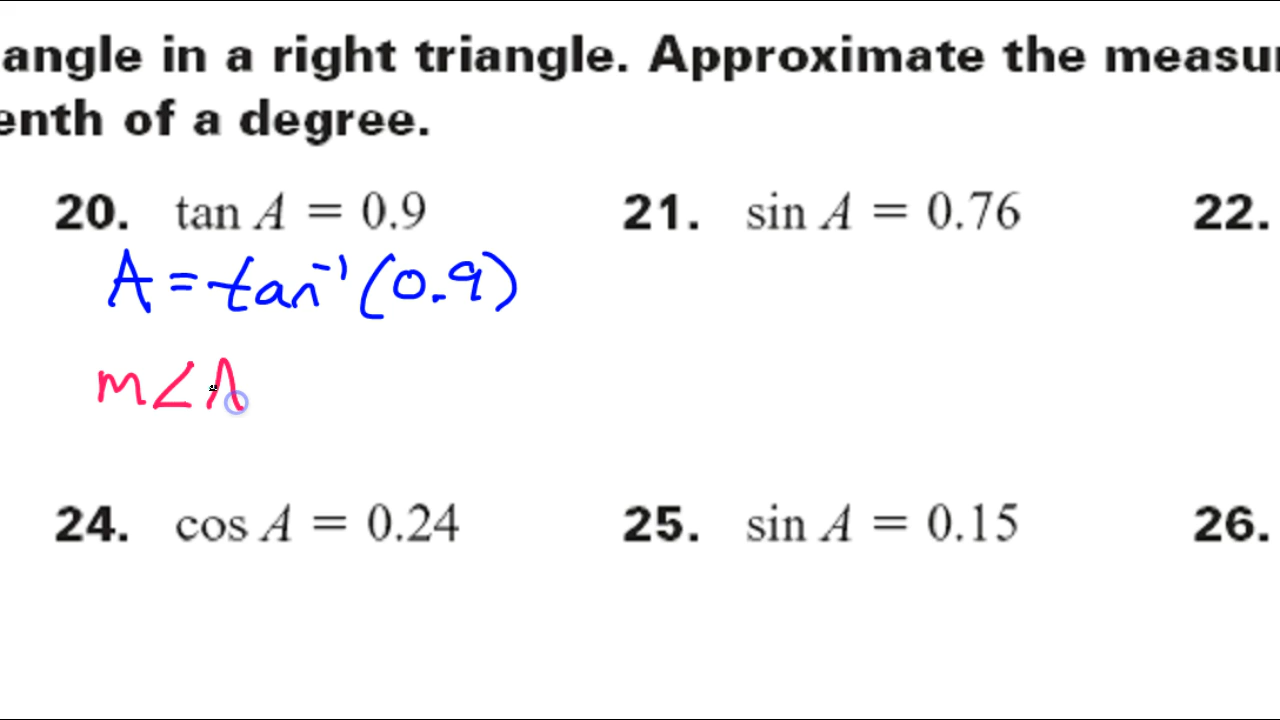 angle in a right triangle. Approximate the measu
enth of a degree.
20. tan A = 0.9
21. sin A = 0.76
22.
A = tan⁻¹(0.9)
m∠A
24. cos A = 0.24
25. sin A = 0.15
26.